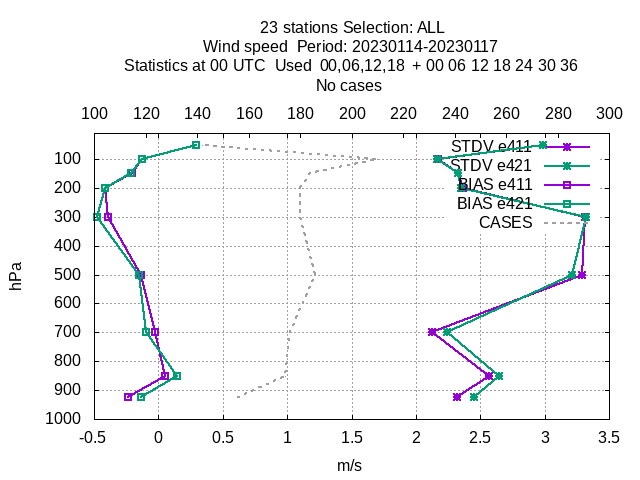 23 stations Selection: ALL
Wind speed  Period: 20230114-20230117
Statistics at 00 UTC  Used  00,06,12,18  + 00 06 12 18 24 30 36
No cases
100 120 140 160 180 200 220 240 260 280 300
STDV e411
STDV e421
BIAS e411
BIAS e421
CASES
100
200
300
400
500
600
700
800
900
1000
hPa
-0.5 0 0.5 1 1.5 2 2.5 3 3.5
m/s